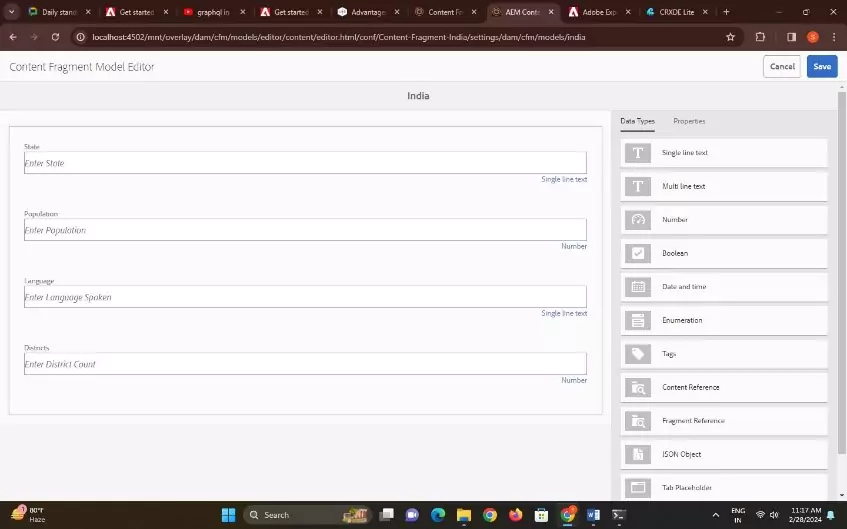 Daily stand
Get started
graphql in
Get started
Advantage
Content Fr
AEM Conte
Adobe Exp
CRXDE Lite
localhost:4502/mnt/overlay/dam/cfm/models/editor/content/editor.html/conf/Content-Fragment-India/settings/dam/cfm/models/india
Content Fragment Model Editor
Cancel
Save
India
State
Enter State
Single line text
Population
Enter Population
Number
Language
Enter Language Spoken
Single line text
Districts
Enter District Count
Number
Data Types
Properties
Single line text
Multi line text
Number
Boolean
Date and time
Enumeration
Tags
Content Reference
Fragment Reference
JSON Object
Tab Placeholder
80°F
Haze
Search
ENG
IN
11:17 AM
2/28/2024